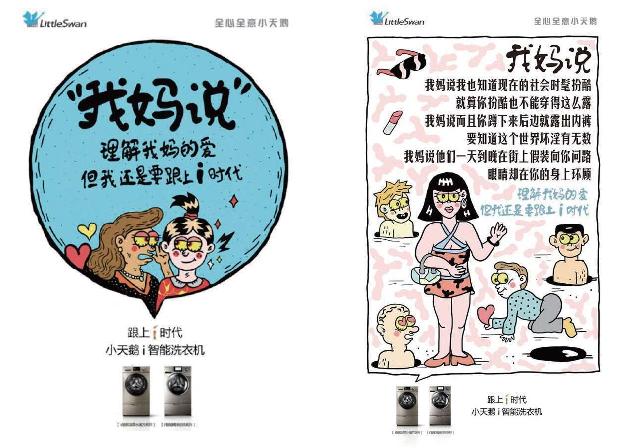 LittleSwan
全心全意小天鹅
“我妈说”
理解我妈的爱
但我还是要跟上i时代
跟上i时代
小天鹅i智能洗衣机
LittleSwan
全心全意小天鹅
我妈说
我妈说我也知道现在的社会时髦扮酷
就算你扮酷也不能穿得这么露
我妈说而且你蹲下来后边就露出内裤
要知道这个世界坏淫有无数
我妈说他们一天到晚在街上假装向你问路
眼睛却在你的身上环顾
理解我妈的爱
但我还是要跟上i时代
跟上i时代
小天鹅i智能洗衣机